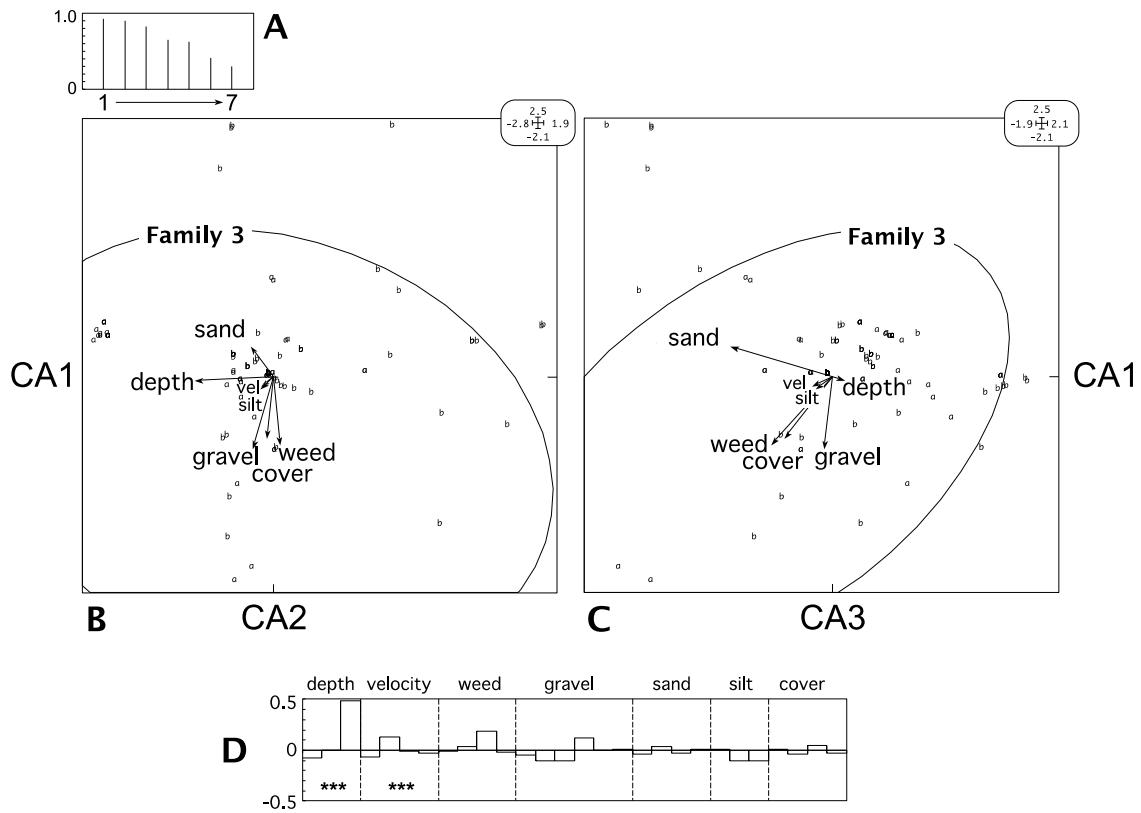 1.0
A
0
1 7
2.5 2.5
-2.8 1.9 -1.9 2.1
-2.1 -2.1
Family 3 Family 3
sand sand
CA1 depth vel silt vel silt depth CA1
gravel weed weed gravel
cover cover
B CA2 C CA3
depth velocity weed gravel sand silt cover
0.5
D 0
*** ***
-0.5